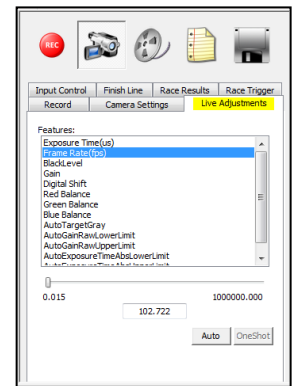 REC
Input Control Finish Line Race Results Race Trigger
Record Camera Settings Live Adjustments
Features:
Exposure Time(us)
Frame Rate(fps)
BlackLevel
Gain
Digital Shift
Red Balance
Green Balance
Blue Balance
AutoTargetGray
AutoGainRawLowerLimit
AutoGainRawUpperLimit
AutoExposureTimeAbsLowerLimit
0.015 1000000.000
102.722
Auto OneShot